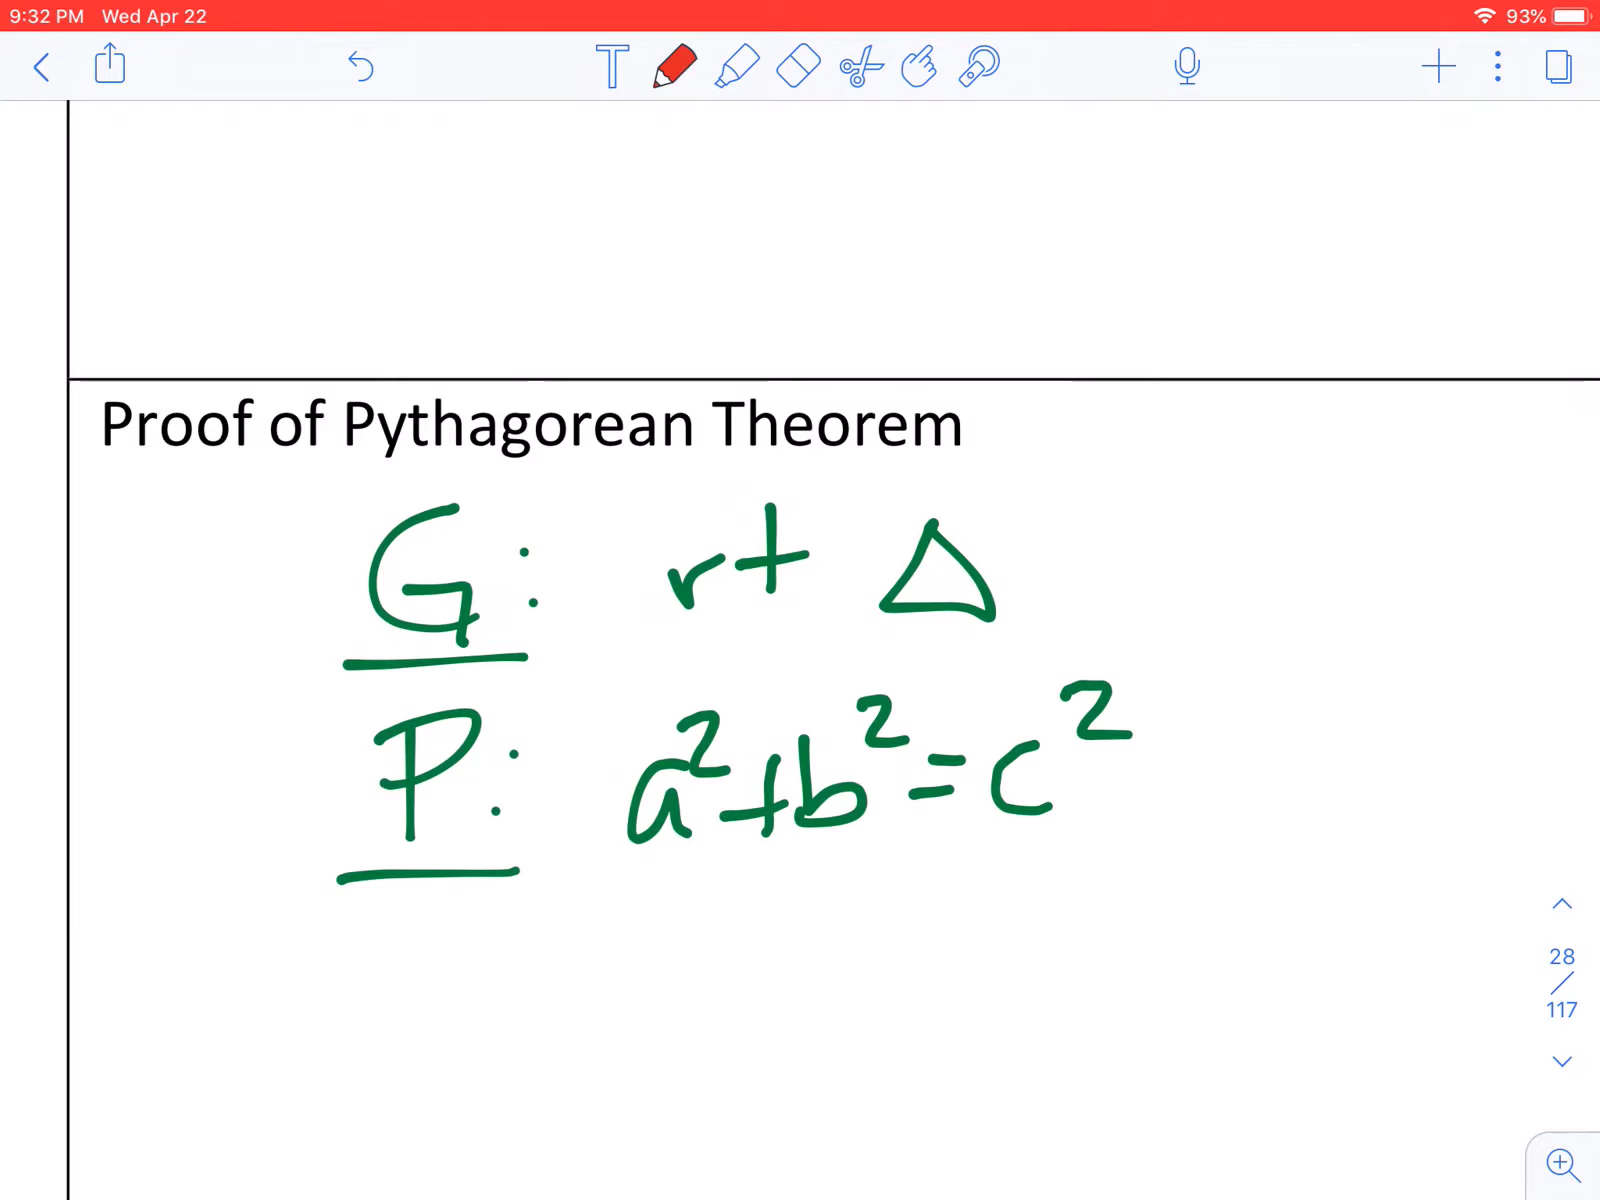 9:32 PM Wed Apr 22 93%
T
Proof of Pythagorean Theorem
G: rt △
P: a²+b²=c²
28
/
117